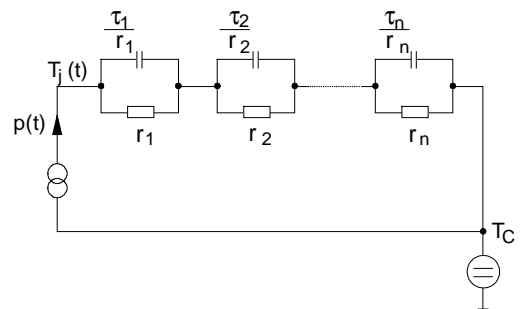 τ1/r1 τ2/r2 τn/rn
Tj (t)
p(t)
r1 r2 rn
TC